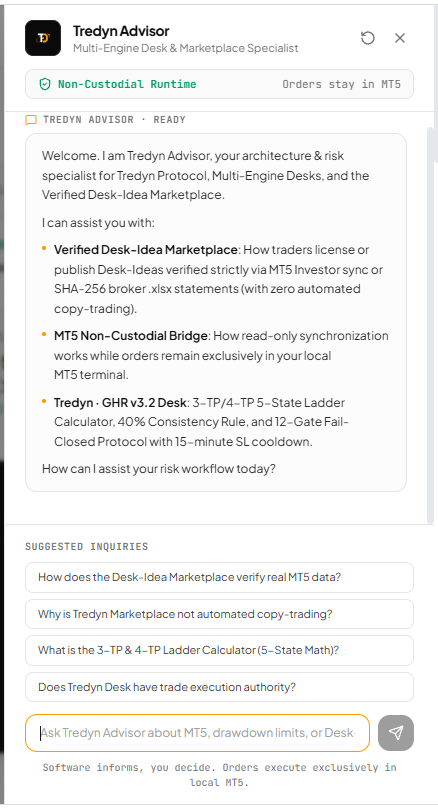 Tredyn Advisor
Multi-Engine Desk & Marketplace Specialist
Non-Custodial Runtime
Orders stay in MT5
TREDYN ADVISOR · READY
Welcome. I am Tredyn Advisor, your architecture & risk
specialist for Tredyn Protocol, Multi-Engine Desks, and the
Verified Desk-Idea Marketplace.
I can assist you with:
• Verified Desk-Idea Marketplace: How traders license or
publish Desk-Ideas verified strictly via MT5 Investor sync or
SHA-256 broker .xlsx statements (with zero automated
copy-trading).
• MT5 Non-Custodial Bridge: How read-only synchronization
works while orders remain exclusively in your local
MT5 terminal.
• Tredyn · GHR v3.2 Desk: 3-TP/4-TP 5-State Ladder
Calculator, 40% Consistency Rule, and 12-Gate Fail-
Closed Protocol with 15-minute SL cooldown.
How can I assist your risk workflow today?
SUGGESTED INQUIRIES
How does the Desk-Idea Marketplace verify real MT5 data?
Why is Tredyn Marketplace not automated copy-trading?
What is the 3-TP & 4-TP Ladder Calculator (5-State Math)?
Does Tredyn Desk have trade execution authority?
Ask Tredyn Advisor about MT5, drawdown limits, or Desk-
Software informs, you decide. Orders execute exclusively in
local MT5.